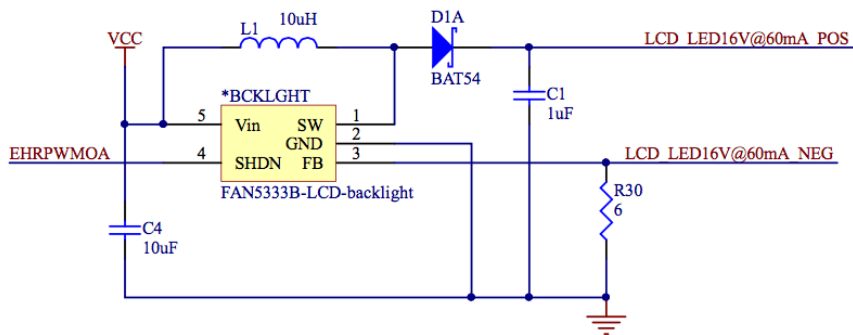 10uH
D1A
L1
VCC
LCD_LED16V@60mA_POS
BAT54
*BCKLGHT
C1
1uF
5
Vin
SW
1
GND
2
EHRPWMOA
4
SHDN
FB
3
LCD_LED16V@60mA_NEG
FAN5333B-LCD-backlight
R30
6
C4
10uF